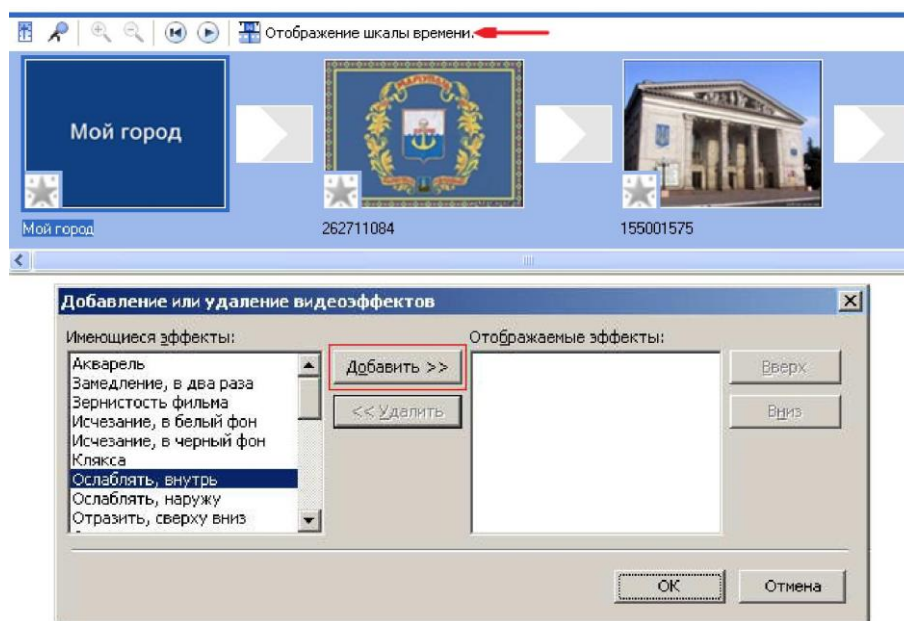 Отображение шкалы времени.
Мой город
МАРИУПОЛЬ
Мой город
262711084
155001575
Добавление или удаление видеоэффектов
Имеющиеся эффекты:
Отображаемые эффекты:
Акварель
Замедление, в два раза
Зернистость фильма
Исчезание, в белый фон
Исчезание, в черный фон
Клякса
Ослаблять, внутрь
Ослаблять, наружу
Отразить, сверху вниз
Добавить >>
<< Удалить
Вверх
Вниз
ОК
Отмена